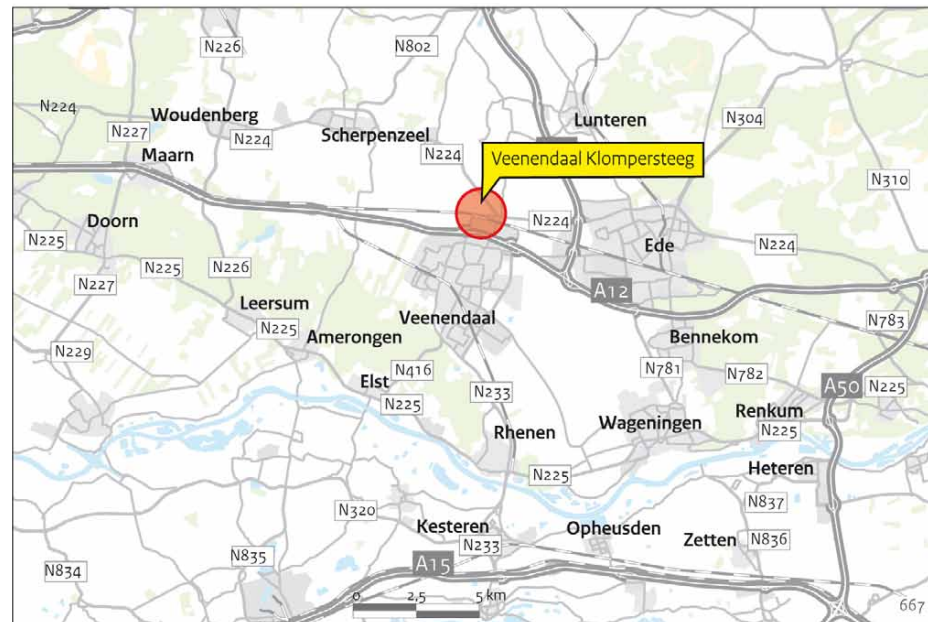 N226
N802
N224
Woudenberg
N227
N224
Scherpenzeel
Lunteren
N304
Maarn
N224
Veenendaal Klompersteeg
N310
Doorn
N225
N224
Ede
N224
N225
N226
N227
A12
Leersum
N225
Veenendaal
N783
Amerongen
Bennekom
N229
N416
N781
N782
Elst
N233
A50
N225
N225
Renkum
Rhenen
Wageningen
N225
N225
Heteren
N320
N837
Kesteren
Opheusden
N233
Zetten
N836
N835
N834
A15
0 2,5 5 km
667